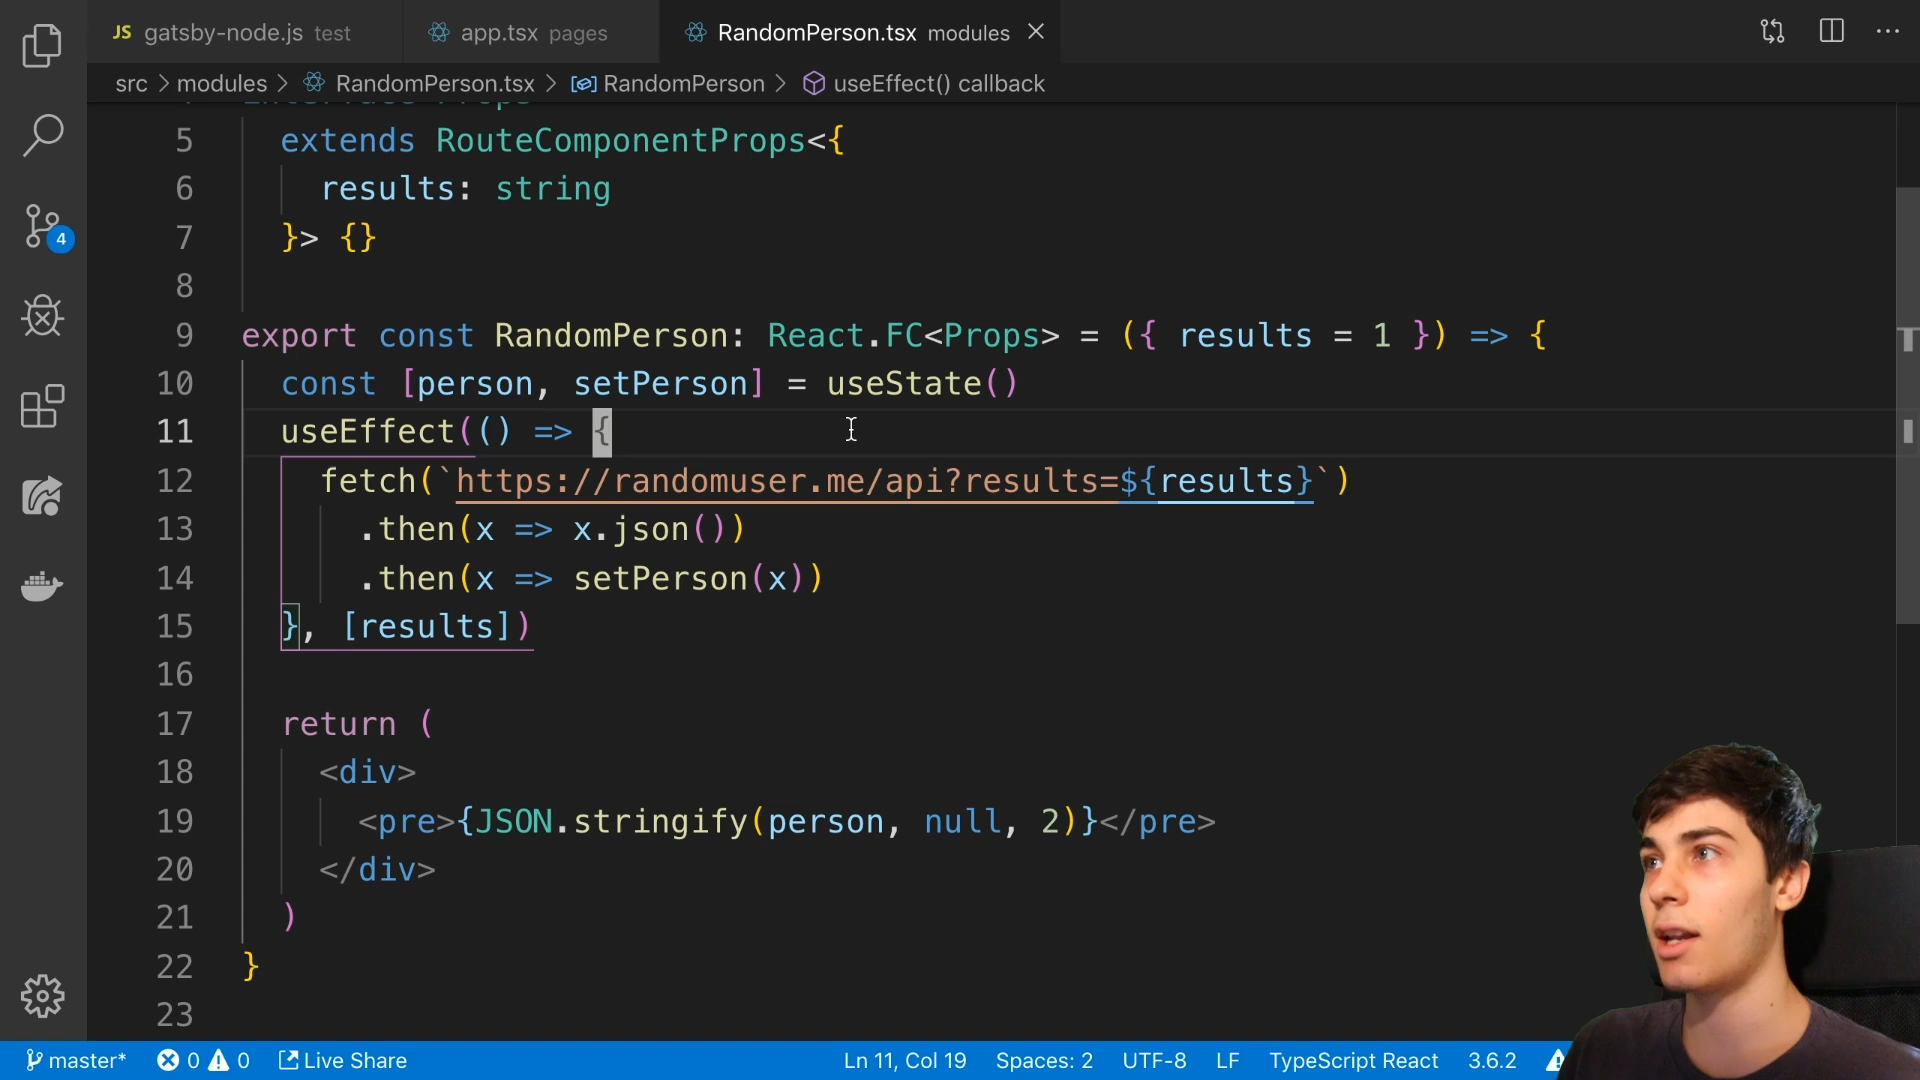 JS gatsby-node.js test app.tsx pages RandomPerson.tsx modules
src > modules > RandomPerson.tsx > RandomPerson > useEffect() callback
5 extends RouteComponentProps<{
6 results: string
7 }> {}
8
9 export const RandomPerson: React.FC<Props> = ({ results = 1 }) => {
10 const [person, setPerson] = useState()
11 useEffect(() => {
12 fetch(`https://randomuser.me/api?results=${results}`)
13 .then(x => x.json())
14 .then(x => setPerson(x))
15 }, [results])
16
17 return (
18 <div>
19 <pre>{JSON.stringify(person, null, 2)}</pre>
20 </div>
21 )
22 }
23
4
master* 0 0 Live Share Ln 11, Col 19 Spaces: 2 UTF-8 LF TypeScript React 3.6.2